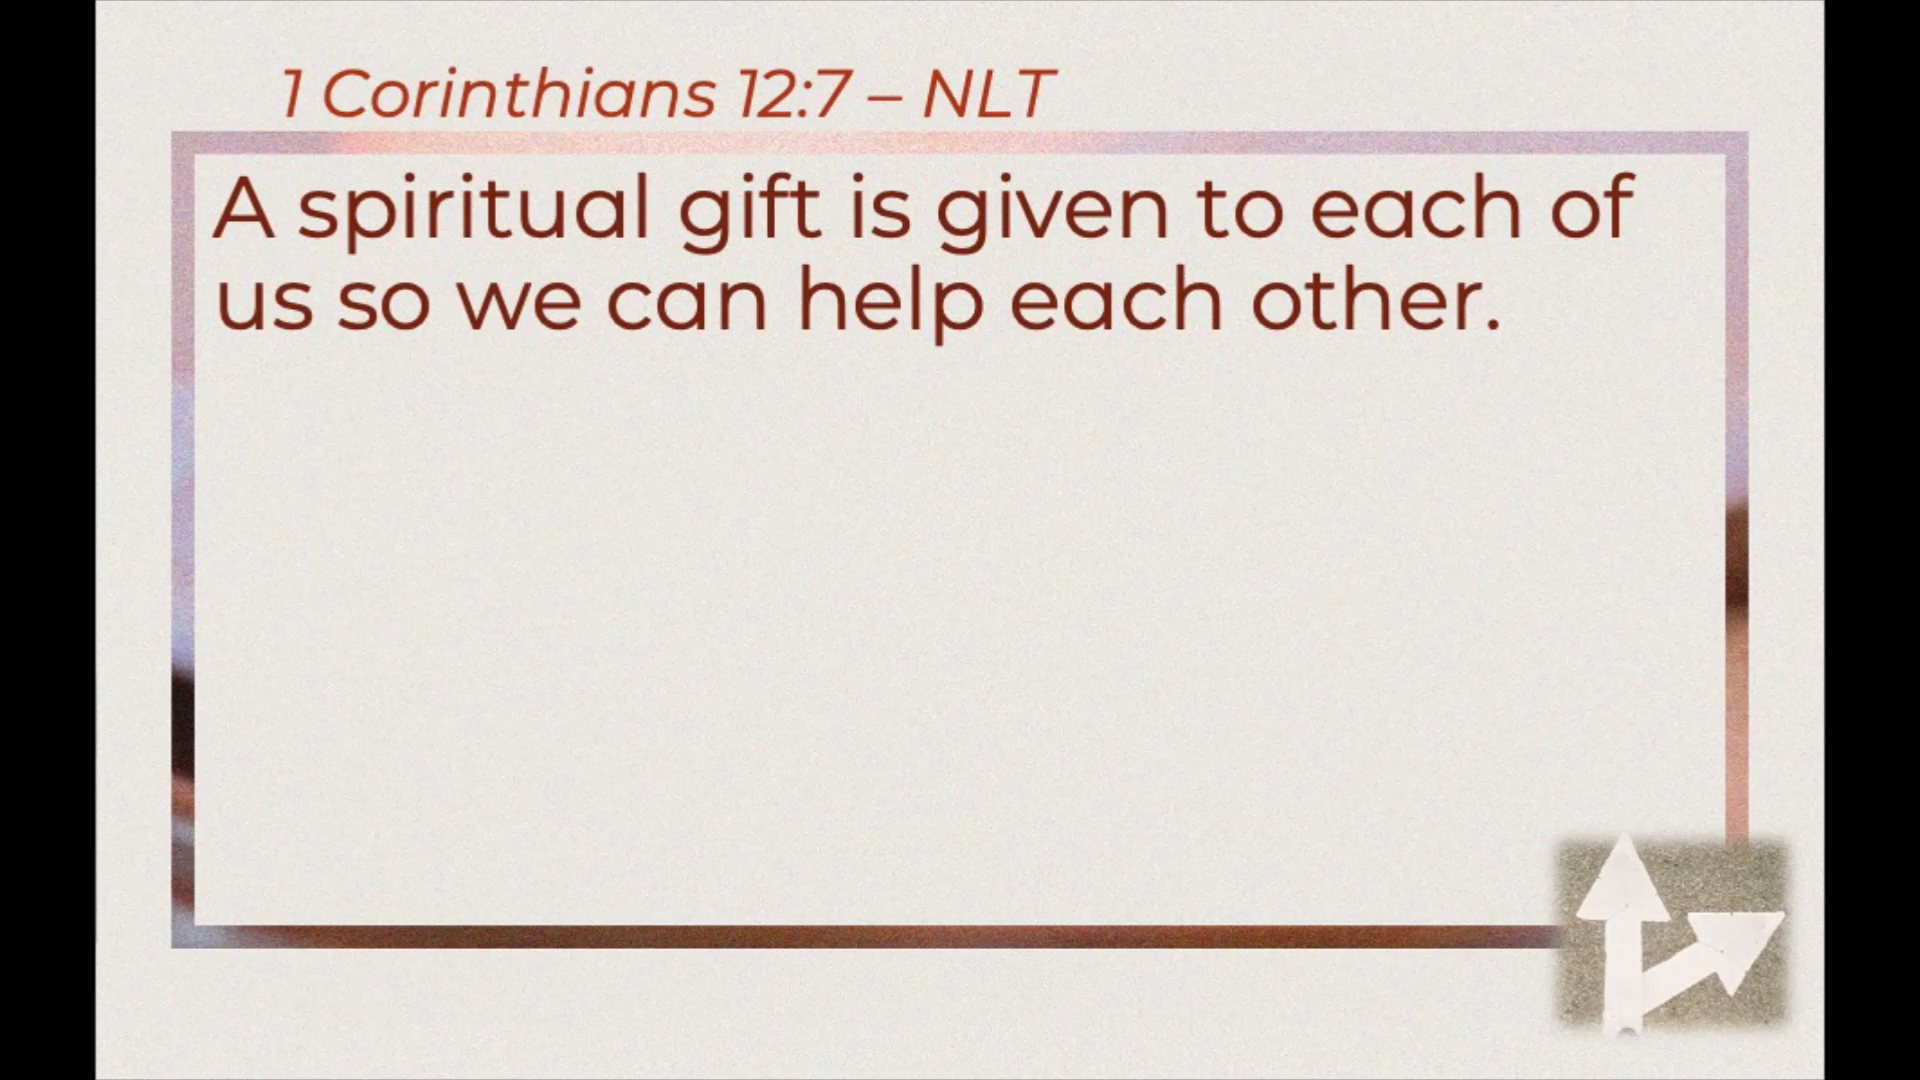 1 Corinthians 12:7 – NLT
A spiritual gift is given to each of
us so we can help each other.